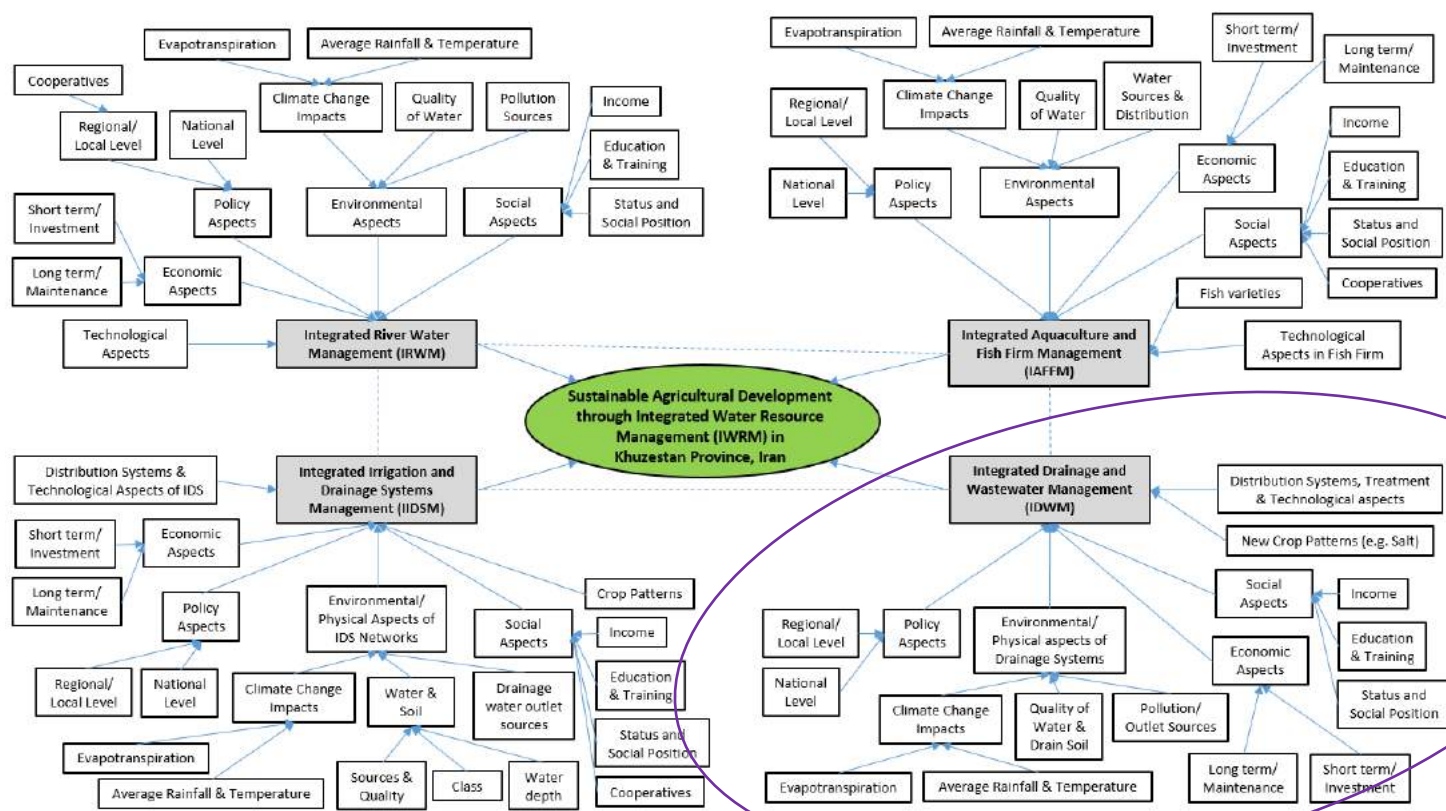 Evapotranspiration
Average Rainfall & Temperature
Cooperatives
Climate Change
Impacts
Quality
of Water
Pollution
Sources
Income
Regional/
Local Level
National
Level
Education
& Training
Policy
Aspects
Environmental
Aspects
Social
Aspects
Status and
Social Position
Short term/
Investment
Long term/
Maintenance
Economic
Aspects
Technological
Aspects
Integrated River Water
Management (IRWM)
Evapotranspiration
Average Rainfall & Temperature
Short term/
Investment
Long term/
Maintenance
Regional/
Local Level
Climate Change
Impacts
Quality
of Water
Water
Sources &
Distribution
Income
National
Level
Policy
Aspects
Environmental
Aspects
Economic
Aspects
Education
& Training
Social
Aspects
Status and
Social Position
Cooperatives
Fish varieties
Technological
Aspects in Fish Firm
Integrated Aquaculture and
Fish Firm Management
(IAFFM)
Sustainable Agricultural Development
through Integrated Water Resource
Management (IWRM) in
Khuzestan Province, Iran
Distribution Systems &
Technological Aspects of IDS
Integrated Irrigation and
Drainage Systems
Management (IIDSM)
Short term/
Investment
Economic
Aspects
Long term/
Maintenance
Policy
Aspects
Environmental/
Physical Aspects of
IDS Networks
Crop Patterns
Social
Aspects
Income
Regional/
Local Level
National
Level
Climate Change
Impacts
Water &
Soil
Drainage
water outlet
sources
Education
& Training
Status and
Social Position
Evapotranspiration
Average Rainfall & Temperature
Sources &
Quality
Class
Water
depth
Cooperatives
Integrated Drainage and
Wastewater Management
(IDWM)
Distribution Systems, Treatment
& Technological aspects
New Crop Patterns (e.g. Salt)
Social
Aspects
Income
Regional/
Local Level
Policy
Aspects
Environmental/
Physical aspects of
Drainage Systems
Economic
Aspects
Education
& Training
National
Level
Climate Change
Impacts
Quality of
Water &
Drain Soil
Pollution/
Outlet Sources
Status and
Social Position
Evapotranspiration
Average Rainfall & Temperature
Long term/
Maintenance
Short term/
Investment